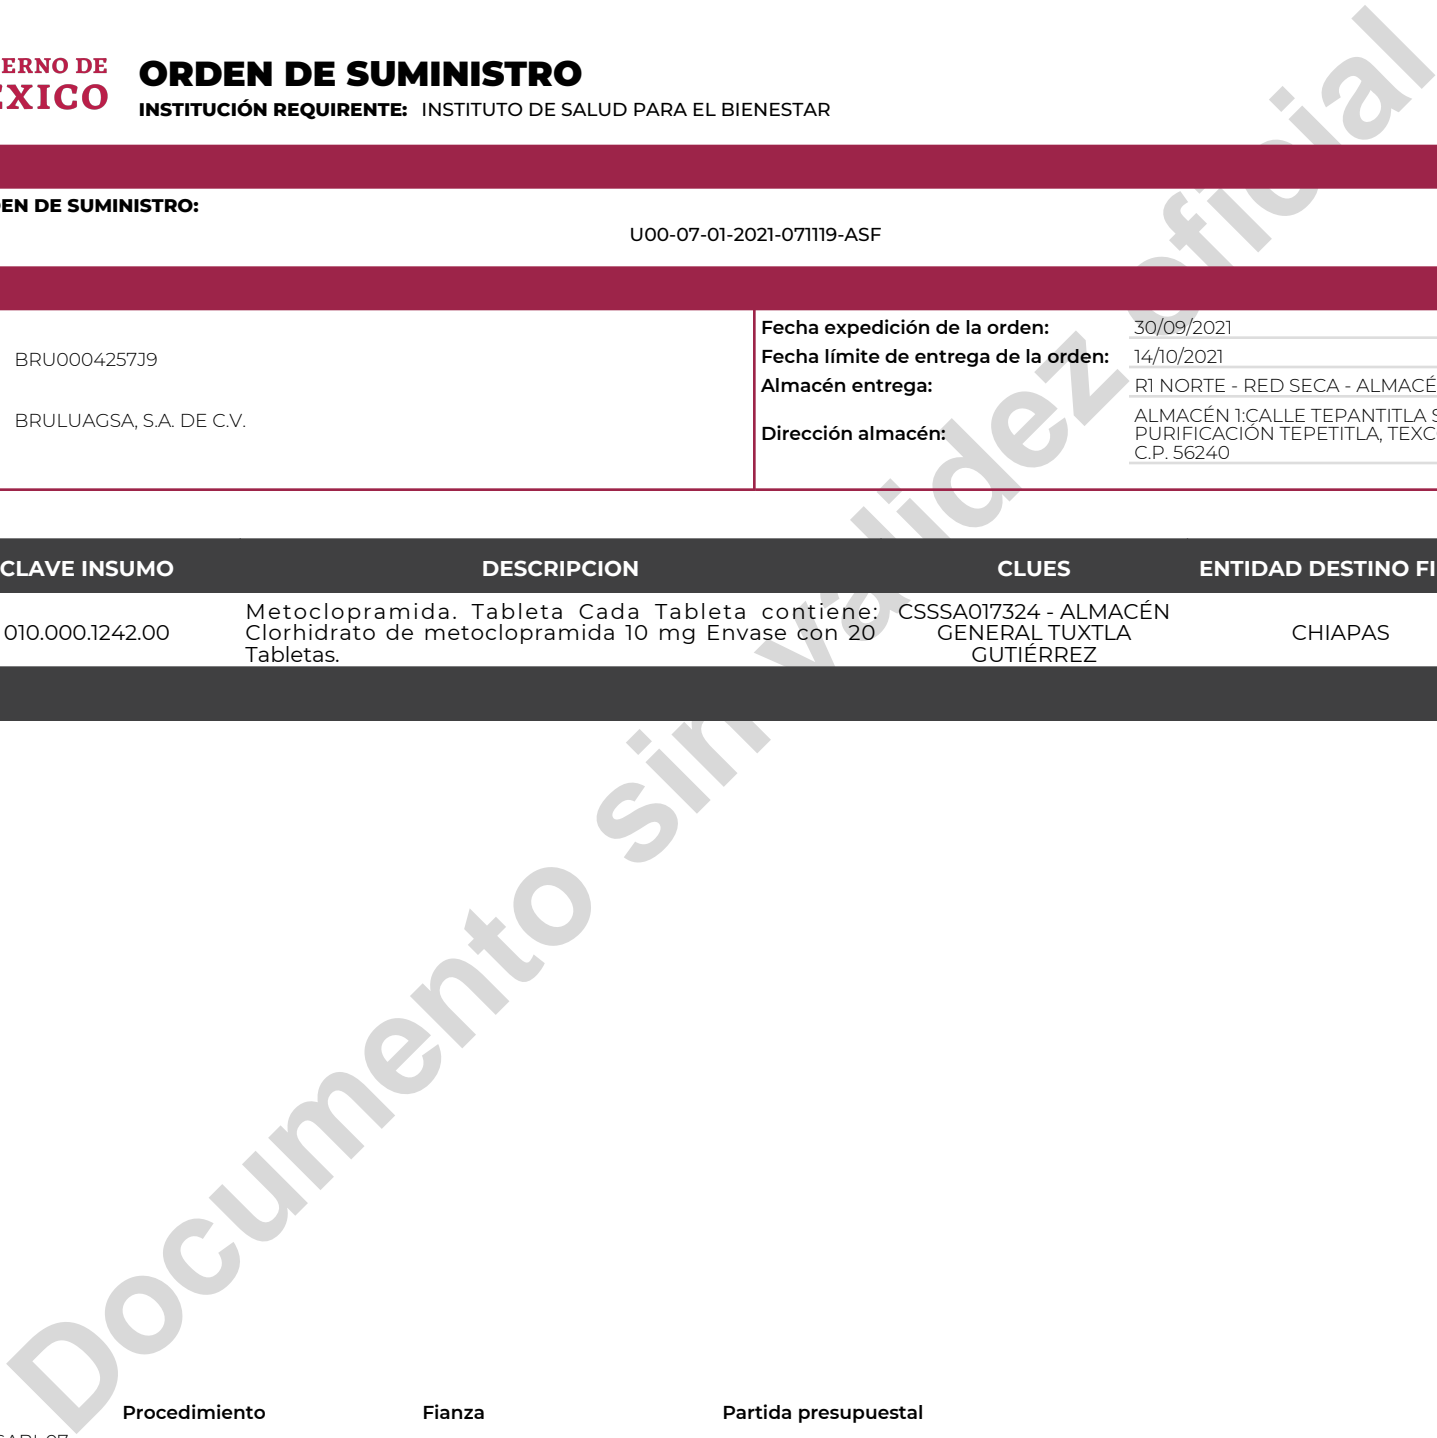 ERNO DE
ORDEN DE SUMINISTRO
INSTITUCIÓN REQUIRENTE: INSTITUTO DE SALUD PARA EL BIENESTAR
EN DE SUMINISTRO:
U00-07-01-2021-071119-ASF
BRU0004257J9
BRULUAGSA, S.A. DE C.V.
Fecha expedición de la orden: 30/09/2021
Fecha límite de entrega de la orden: 14/10/2021
Almacén entrega: R1 NORTE - RED SECA - ALMACÉ
Dirección almacén:
ALMACÉN 1:CALLE TEPANTITLA S
PURIFICACIÓN TEPETITLA, TEXC
C.P. 56240
CLAVE INSUMO DESCRIPCION CLUES ENTIDAD DESTINO FI
010.000.1242.00
Metoclopramida. Tableta Cada Tableta contiene:
Clorhidrato de metoclopramida 10 mg Envase con 20
Tabletas.
CSSSA017324 - ALMACÉN
GENERAL TUXTLA
GUTIÉRREZ
CHIAPAS
Documento sin validez oficial
Procedimiento Fianza Partida presupuestal